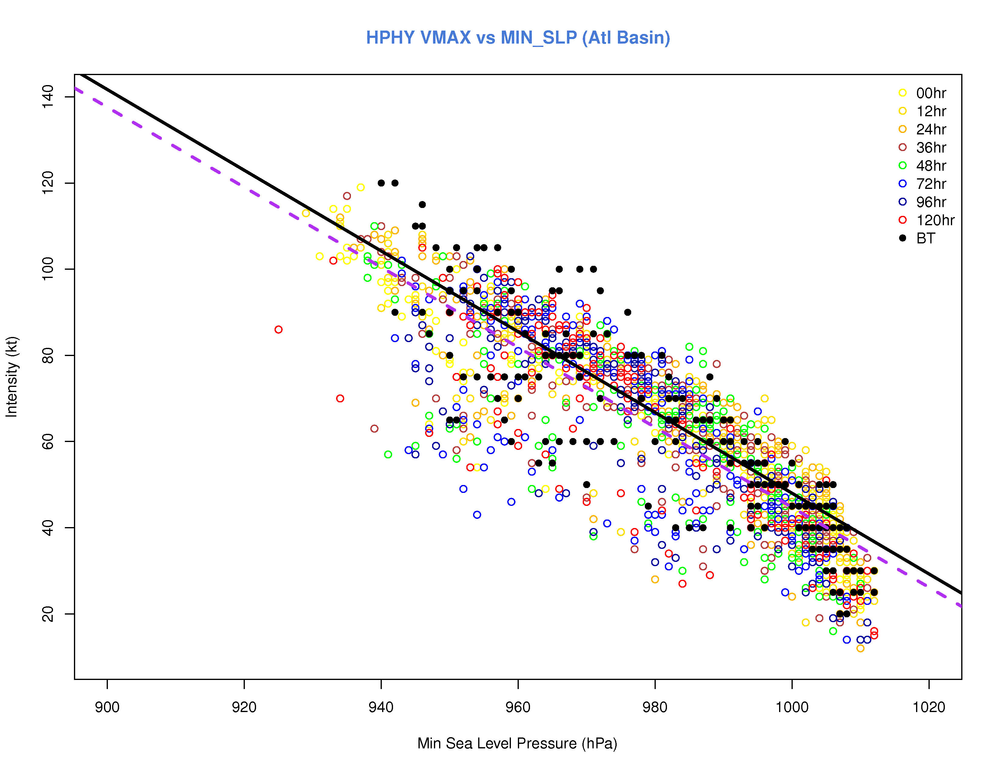 HPHY VMAX vs MIN_SLP (Atl Basin)
140
120
100
80
60
40
20
Intensity (kt)
00hr
12hr
24hr
36hr
48hr
72hr
96hr
120hr
BT
900 920 940 960 980 1000 1020
Min Sea Level Pressure (hPa)